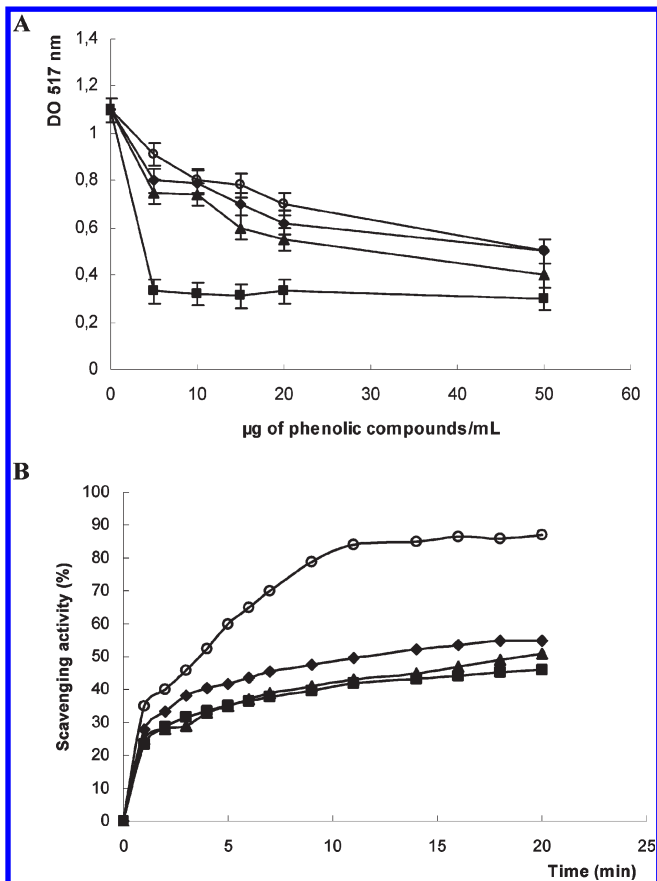 A
DO 517 nm
1,4
1,2
1
0,8
0,6
0,4
0,2
0
0 10 20 30 40 50 60
µg of phenolic compounds/mL
B
Scavenging activity (%)
100
90
80
70
60
50
40
30
20
10
0
0 5 10 15 20 25
Time (min)